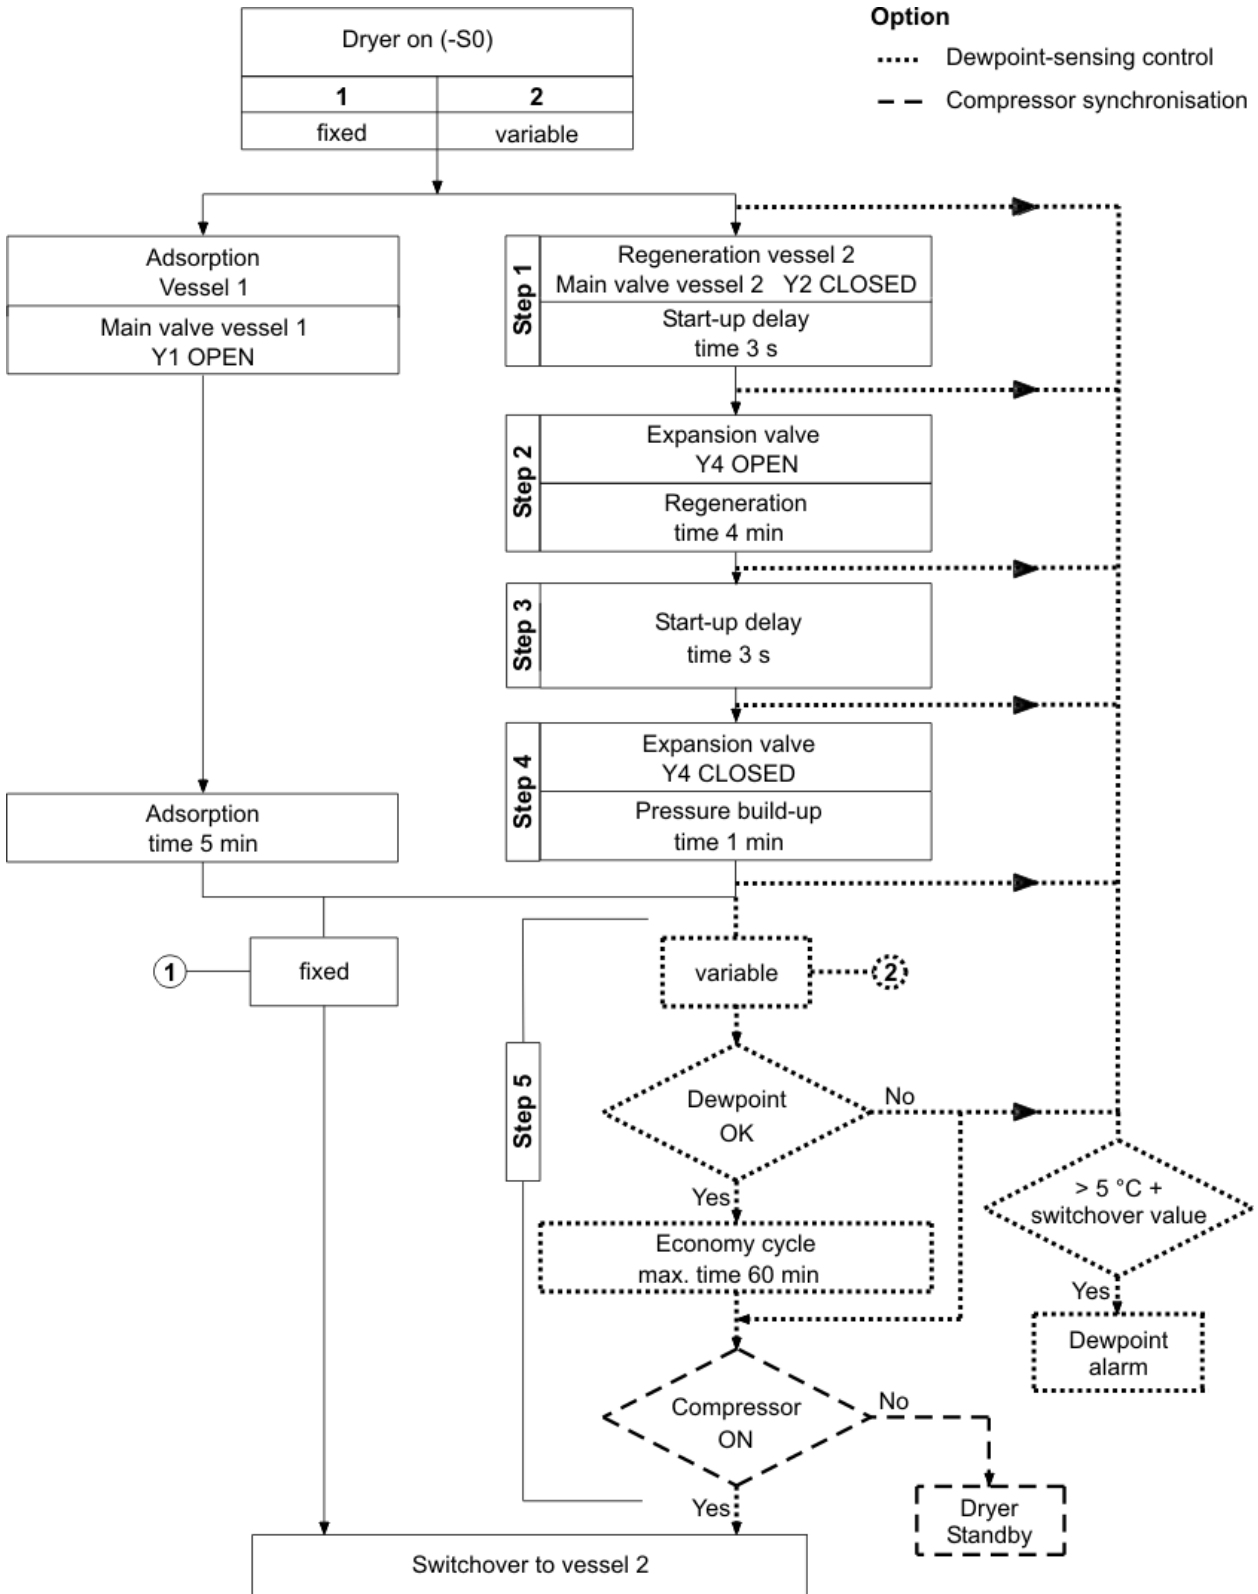 Option
Dewpoint-sensing control
Compressor synchronisation
Dryer on (-S0)
1
2
fixed
variable
Adsorption
Vessel 1
Main valve vessel 1
Y1 OPEN
Step 1
Regeneration vessel 2
Main valve vessel 2 Y2 CLOSED
Start-up delay
time 3 s
Step 2
Expansion valve
Y4 OPEN
Regeneration
time 4 min
Step 3
Start-up delay
time 3 s
Step 4
Expansion valve
Y4 CLOSED
Pressure build-up
time 1 min
Adsorption
time 5 min
1
fixed
variable
2
Step 5
Dewpoint
OK
No
Yes
> 5 °C +
switchover value
Yes
Dewpoint
alarm
Economy cycle
max. time 60 min
Compressor
ON
No
Yes
Dryer
Standby
Switchover to vessel 2